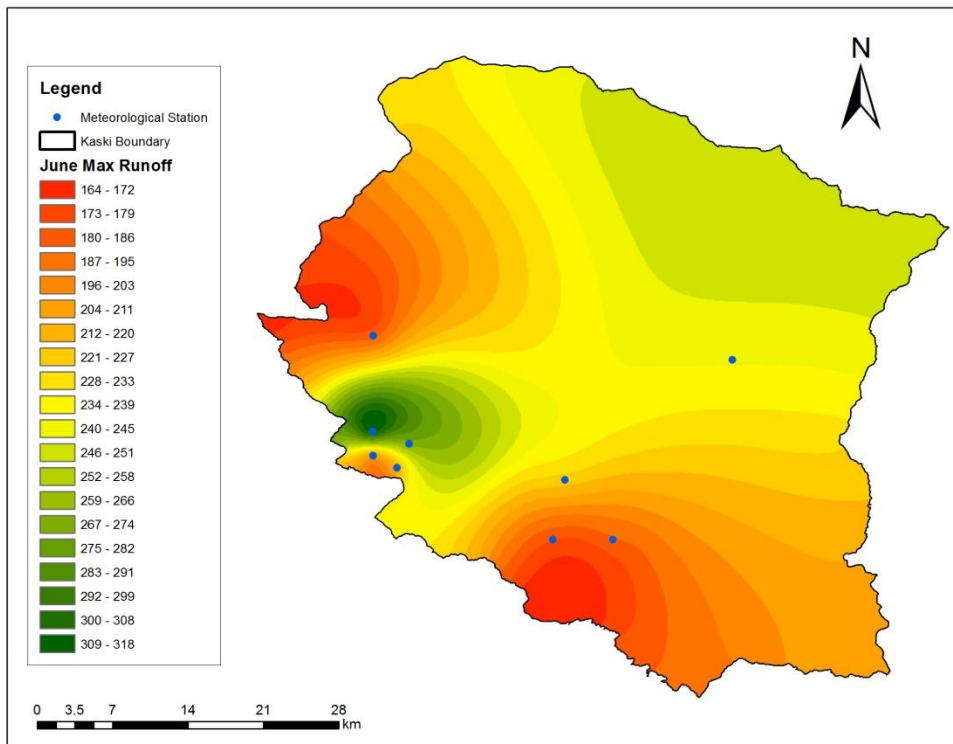 N
Legend
Meteorological Station
Kaski Boundary
June Max Runoff
164 - 172
173 - 179
180 - 186
187 - 195
196 - 203
204 - 211
212 - 220
221 - 227
228 - 233
234 - 239
240 - 245
246 - 251
252 - 258
259 - 266
267 - 274
275 - 282
283 - 291
292 - 299
300 - 308
309 - 318
0 3.5 7 14 21 28
km